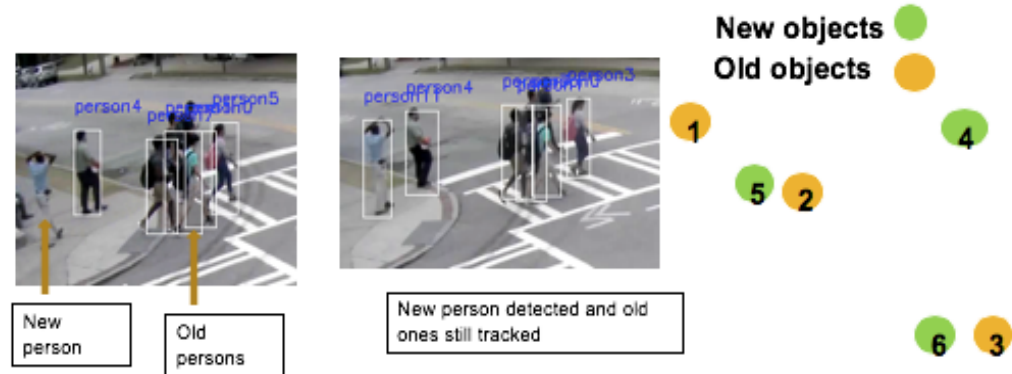 New objects
Old objects
person4
person5
person11
person4
person3
1
4
5
2
6
3
New
person
Old
persons
New person detected and old
ones still tracked